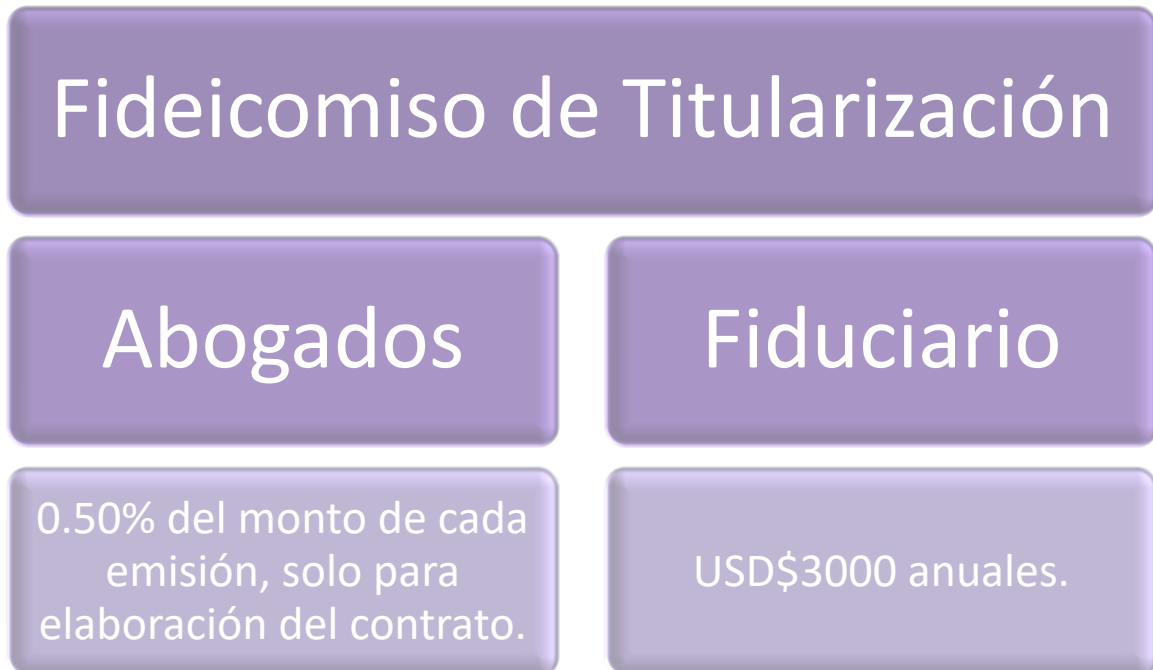 Fideicomiso de Titularización
Abogados
Fiduciario
0.50% del monto de cada
emisión, solo para
elaboración del contrato.
USD$3000 anuales.